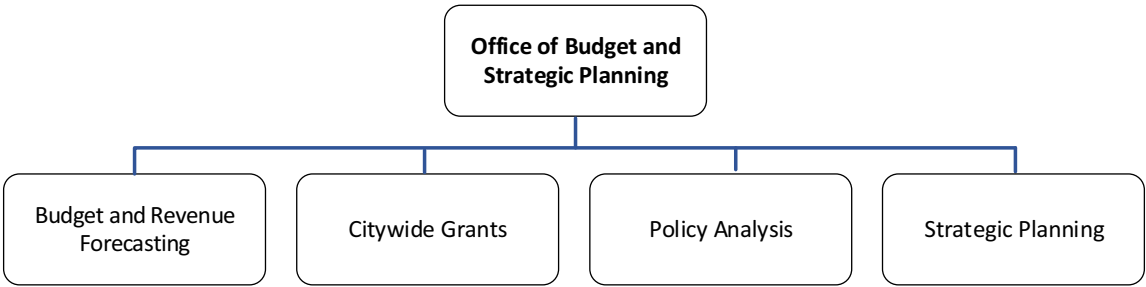 Office of Budget and
Strategic Planning
Budget and Revenue
Forecasting
Citywide Grants
Policy Analysis
Strategic Planning